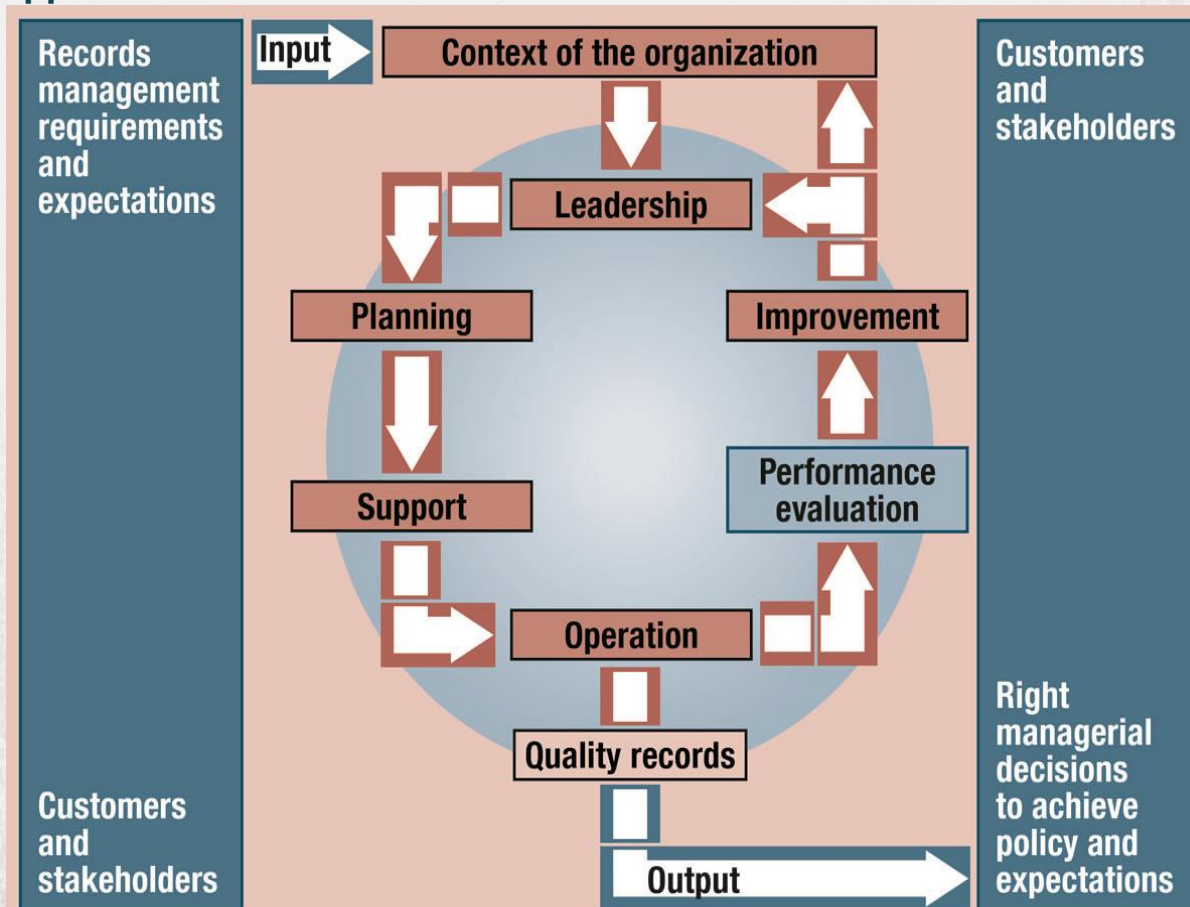 Records
management
requirements
and
expectations
Customers
and
stakeholders
Input
Context of the organization
Leadership
Planning
Improvement
Support
Performance
evaluation
Operation
Quality records
Output
Customers
and
stakeholders
Right
managerial
decisions
to achieve
policy and
expectations